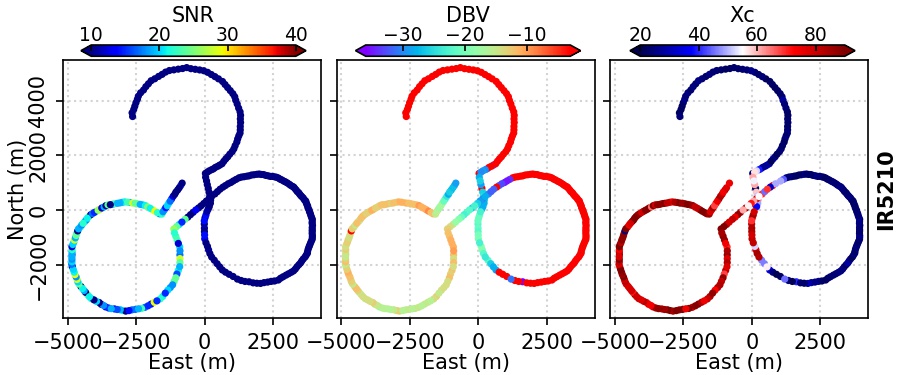 SNR DBV Xc
10 20 30 40 −30 −20 −10 20 40 60 80
North (m)
4000
2000
0
−2000
IR5210
−5000 −2500 0 2500 −5000 −2500 0 2500 −5000 −2500 0 2500
East (m) East (m) East (m)